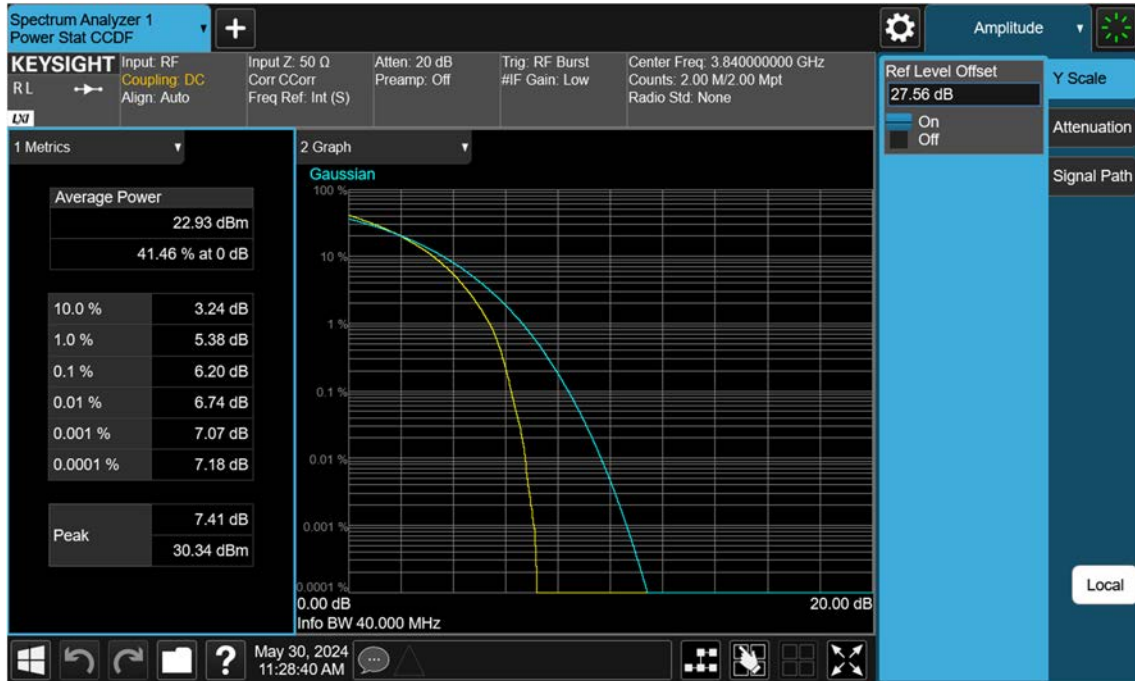 Spectrum Analyzer 1
Power Stat CCDF
+
Amplitude
KEYSIGHT
R L
LXI
Input: RF
Coupling: DC
Align: Auto
Input Z: 50 Ω
Corr CCorr
Freq Ref: Int (S)
Atten: 20 dB
Preamp: Off
Trig: RF Burst
#IF Gain: Low
Center Freq: 3.840000000 GHz
Counts: 2.00 M/2.00 Mpt
Radio Std: None
Ref Level Offset
27.56 dB
On
Off
Y Scale
Attenuation
Signal Path
1 Metrics
Average Power
22.93 dBm
41.46 % at 0 dB
10.0 % 3.24 dB
1.0 % 5.38 dB
0.1 % 6.20 dB
0.01 % 6.74 dB
0.001 % 7.07 dB
0.0001 % 7.18 dB
Peak
7.41 dB
30.34 dBm
2 Graph
Gaussian
100 %
10 %
1 %
0.1 %
0.01 %
0.001 %
0.0001 %
0.00 dB 20.00 dB
Info BW 40.000 MHz
Local
?
May 30, 2024
11:28:40 AM